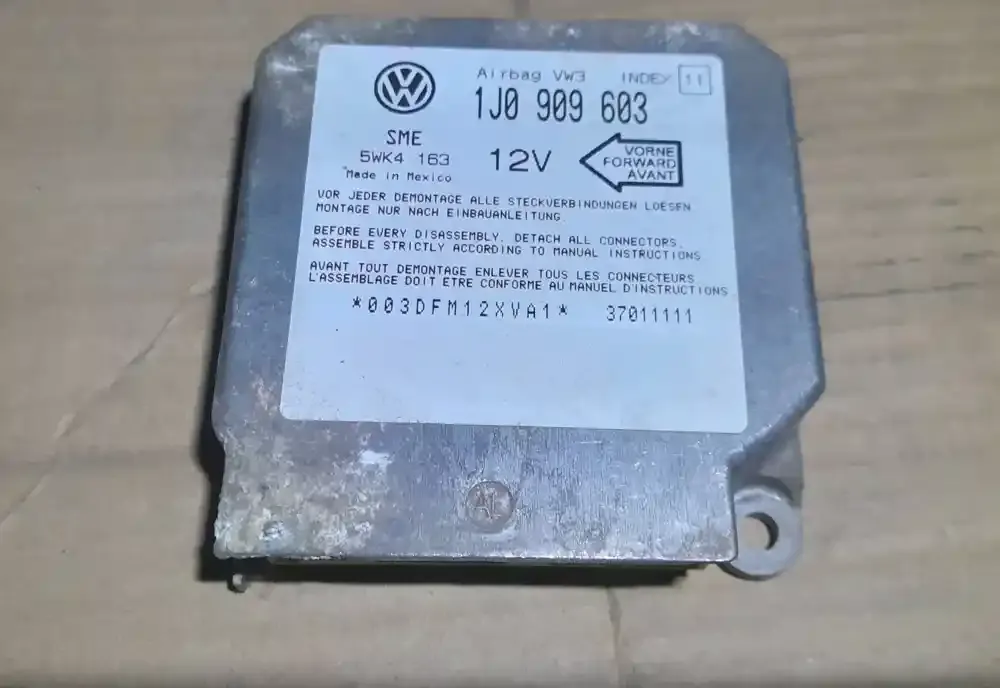 Airbag VW3 INDEX 11
1J0 909 603
SME
5WK4 163
12V
Made in Mexico
VORNE
FORWARD
AVANT
VOR JEDER DEMONTAGE ALLE STECKVERBINDUNGEN LOESEN
MONTAGE NUR NACH EINBAUANLEITUNG.
BEFORE EVERY DISASSEMBLY, DETACH ALL CONNECTORS.
ASSEMBLE STRICTLY ACCORDING TO MANUAL INSTRUCTIONS
AVANT TOUT DEMONTAGE ENLEVER TOUS LES CONNECTEURS
L'ASSEMBLAGE DOIT ETRE CONFORME AU MANUEL D'INSTRUCTIONS
*003DFM12XVA1* 37011111